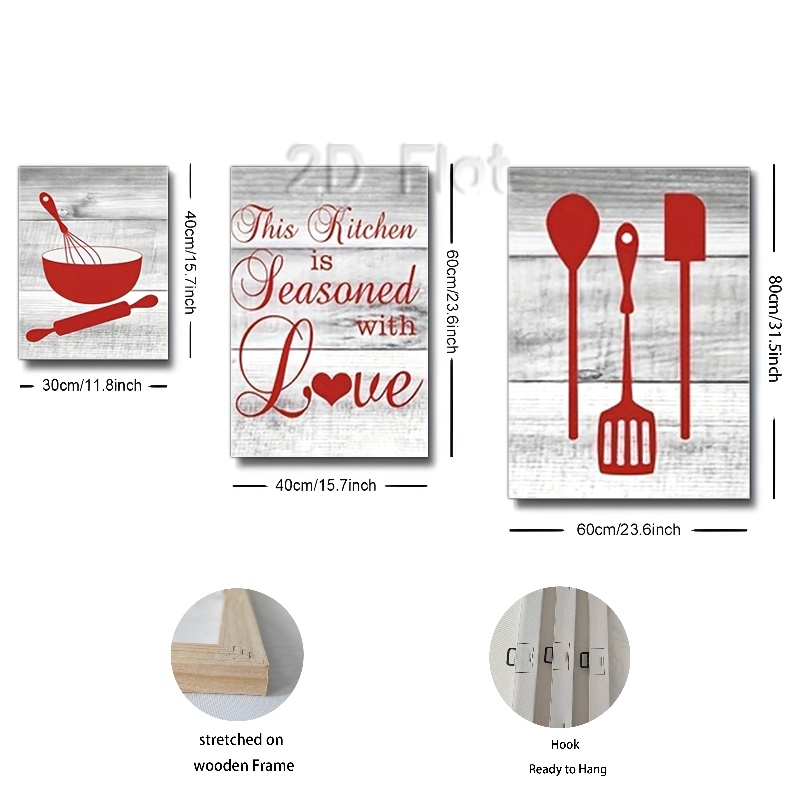 2D Flat
This Kitchen
is
Seasoned
with
Love
40cm/15.7inch
30cm/11.8inch
60cm/23.6inch
40cm/15.7inch
80cm/31.5inch
60cm/23.6inch
stretched on
wooden Frame
Hook
Ready to Hang